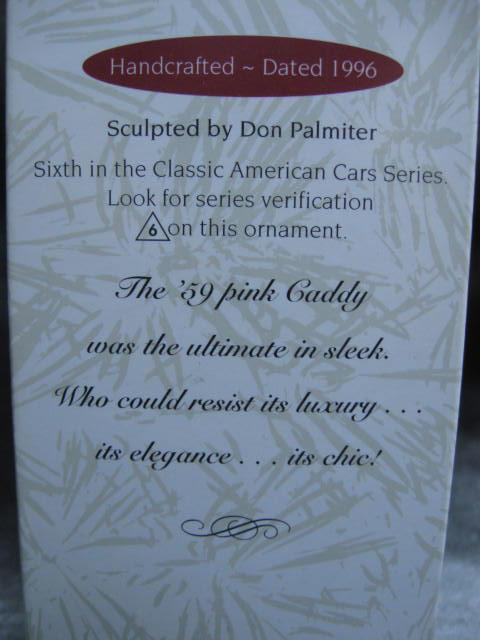 Handcrafted ~ Dated 1996
Sculpted by Don Palmiter
Sixth in the Classic American Cars Series.
Look for series verification
6 on this ornament.
The '59 pink Caddy
was the ultimate in sleek.
Who could resist its luxury . . .
its elegance . . . its chic!